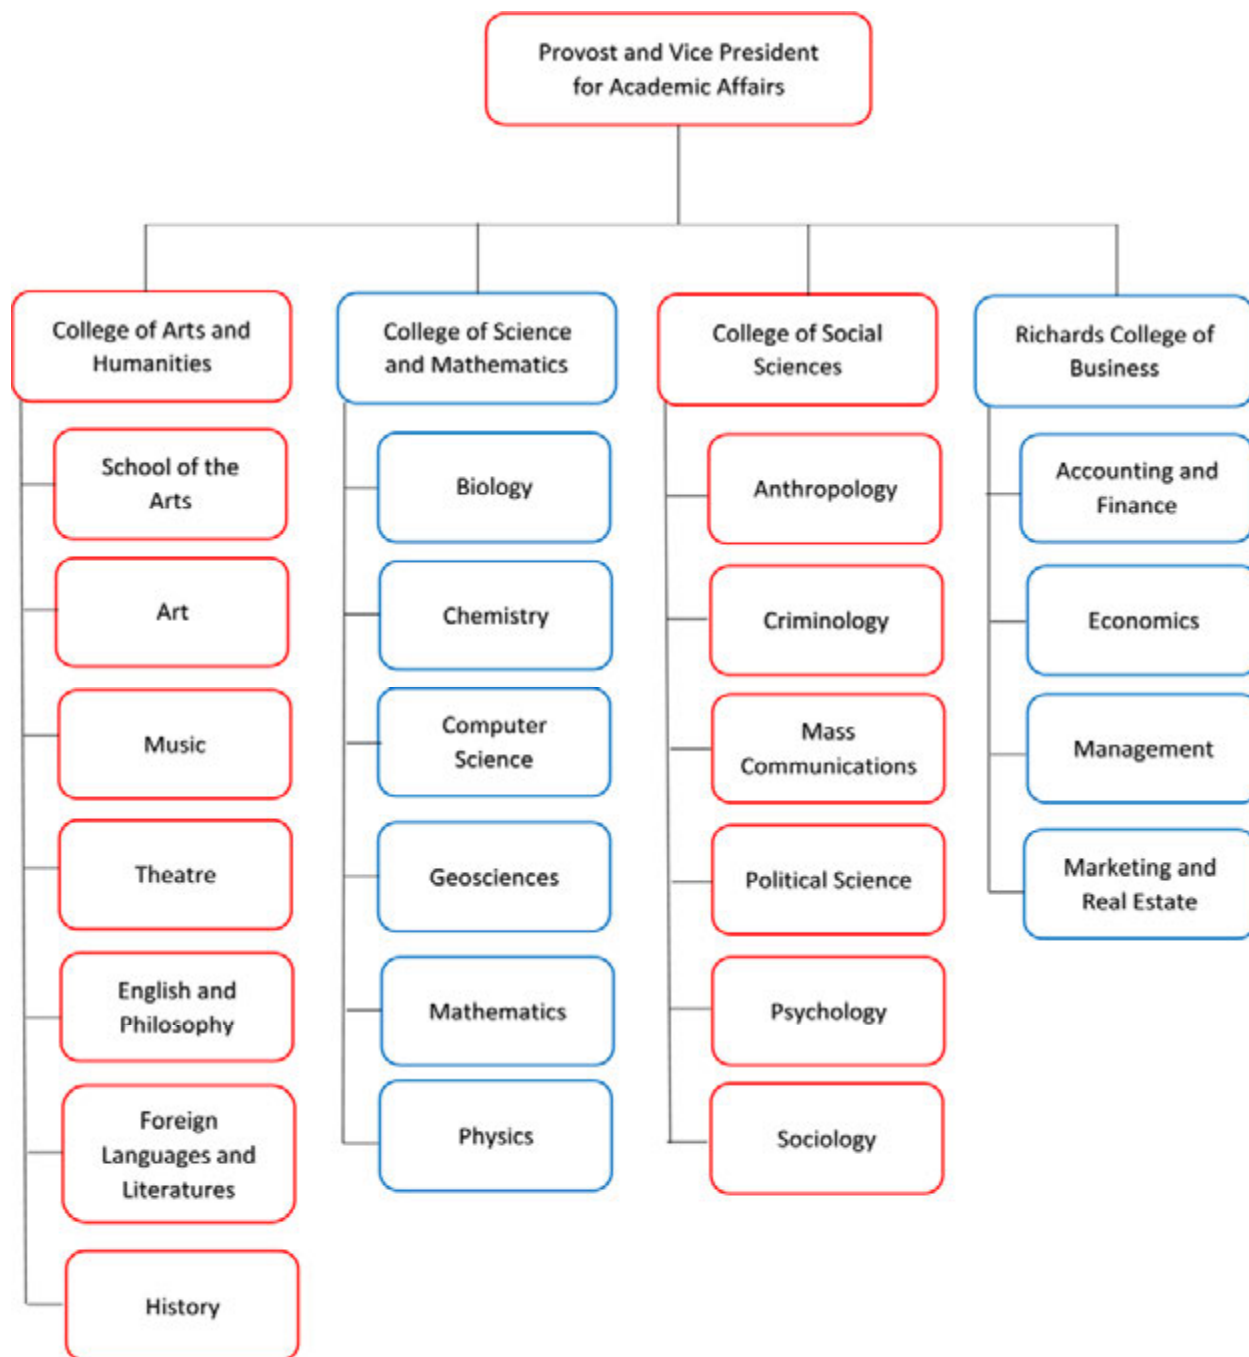 Provost and Vice President
for Academic Affairs
College of Arts and
Humanities
School of the
Arts
Art
Music
Theatre
English and
Philosophy
Foreign
Languages and
Literatures
History
College of Science
and Mathematics
Biology
Chemistry
Computer
Science
Geosciences
Mathematics
Physics
College of Social
Sciences
Anthropology
Criminology
Mass
Communications
Political Science
Psychology
Sociology
Richards College of
Business
Accounting and
Finance
Economics
Management
Marketing and
Real Estate